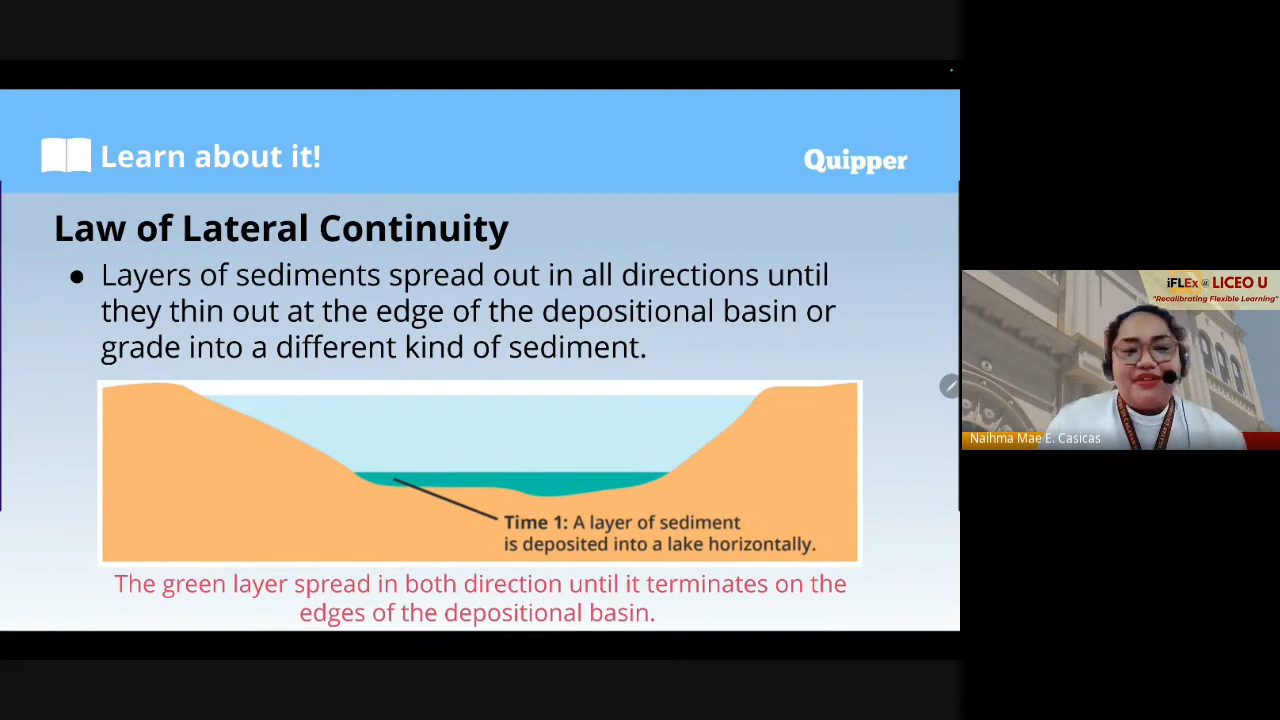 Learn about it!
Quipper
Law of Lateral Continuity
● Layers of sediments spread out in all directions until
they thin out at the edge of the depositional basin or
grade into a different kind of sediment.
Time 1: A layer of sediment
is deposited into a lake horizontally.
The green layer spread in both direction until it terminates on the
edges of the depositional basin.
iFLEx @ LICEO U
"Recalibrating Flexible Learning"
Naihma Mae E. Casicas